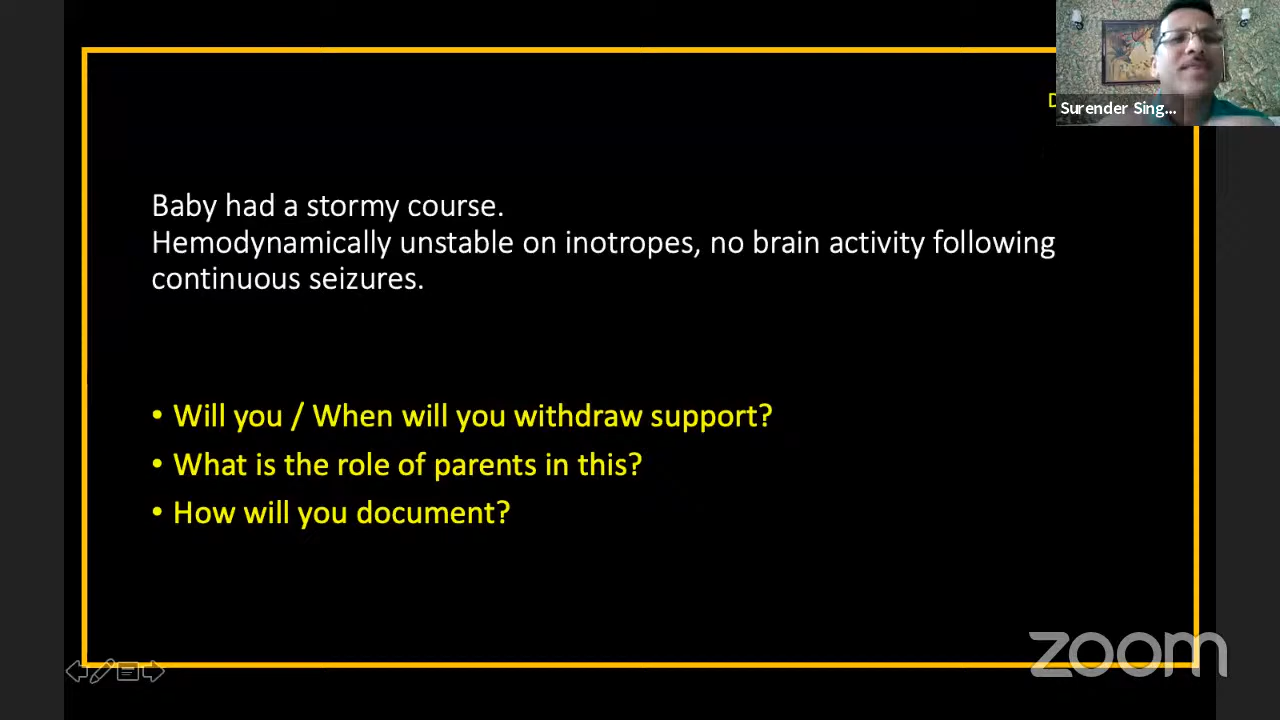 D
Surender Sing...
Baby had a stormy course.
Hemodynamically unstable on inotropes, no brain activity following
continuous seizures.
• Will you / When will you withdraw support?
• What is the role of parents in this?
• How will you document?
zoom